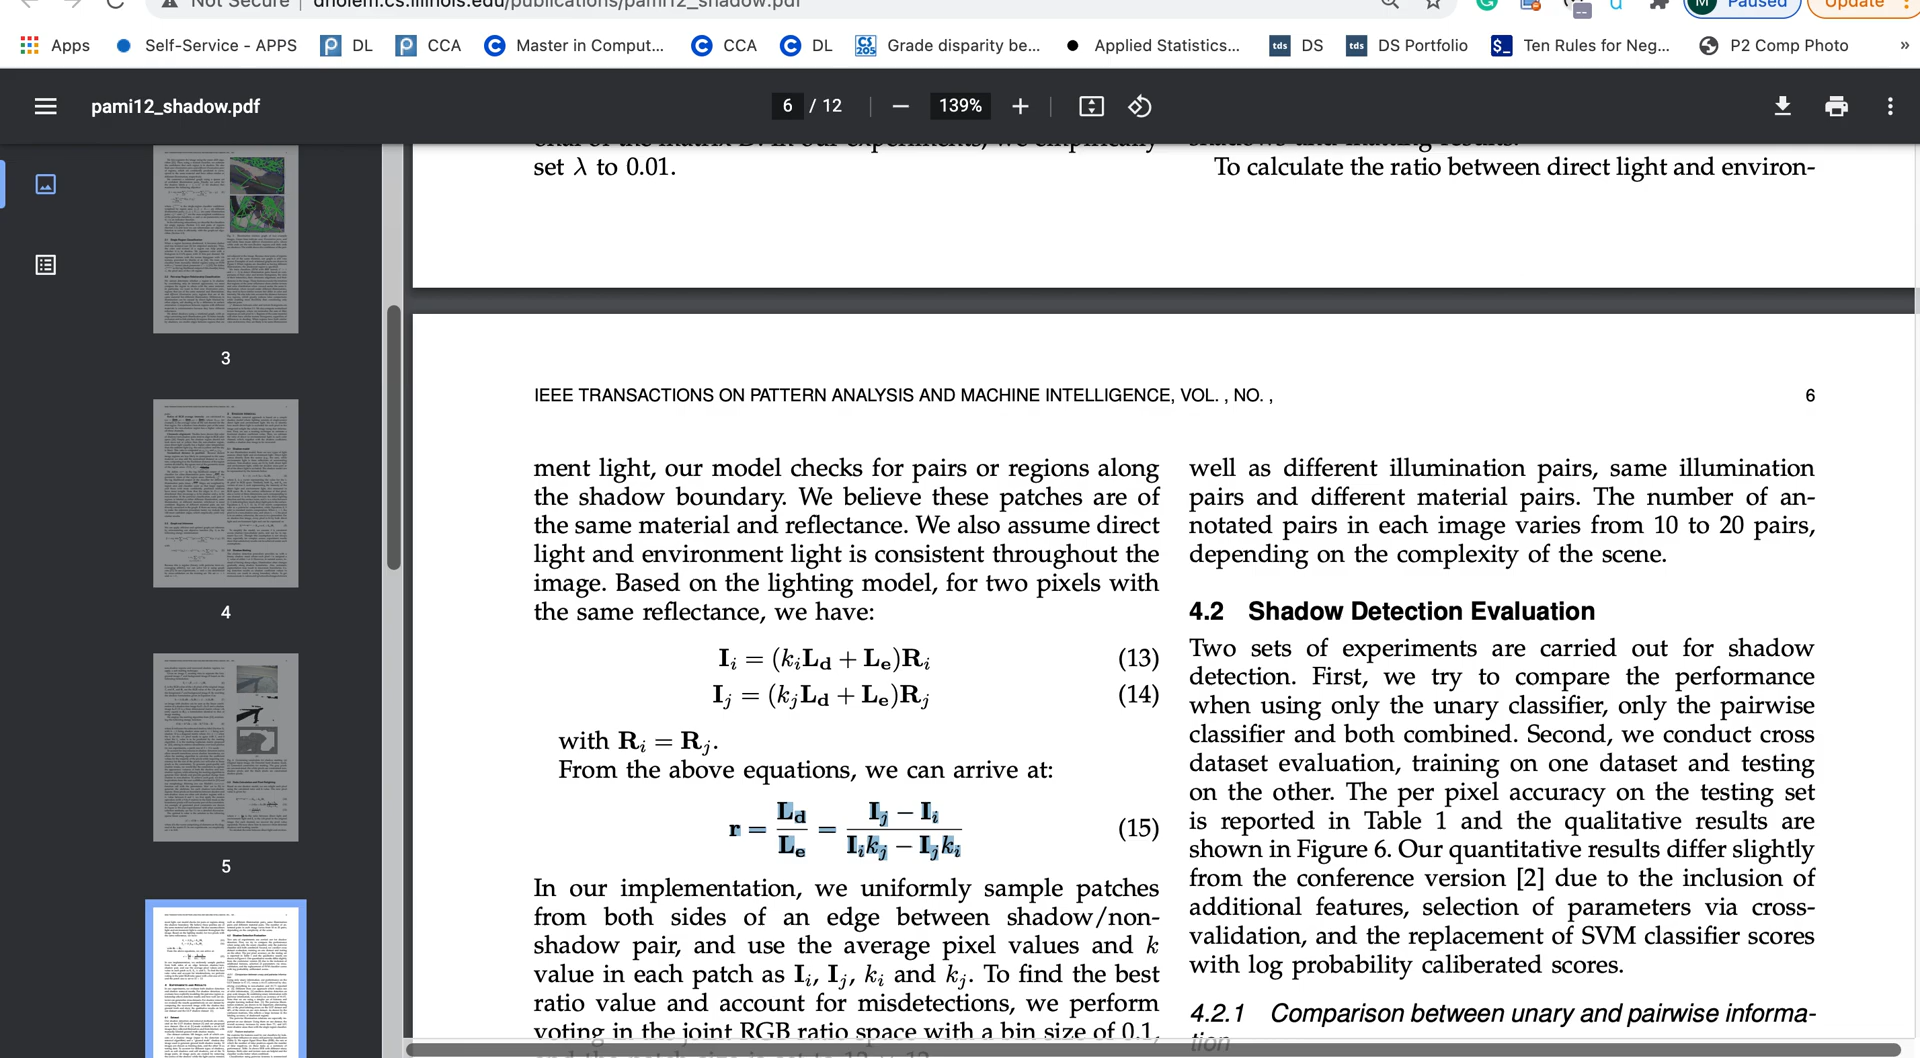 Not Secure | dholem.cs.illinois.edu/publications/pami12_shadow.pdf
M Paused Update
Apps Self-Service - APPS DL CCA Master in Comput... CCA DL CS 205 Grade disparity be... Applied Statistics... tds DS tds DS Portfolio $_ Ten Rules for Neg... P2 Comp Photo »
pami12_shadow.pdf 6 / 12 139%
3
4
5
set λ to 0.01.
shadows and matting results.
To calculate the ratio between direct light and environ-
IEEE TRANSACTIONS ON PATTERN ANALYSIS AND MACHINE INTELLIGENCE, VOL. , NO. , 6
ment light, our model checks for pairs or regions along
the shadow boundary. We believe these patches are of
the same material and reflectance. We also assume direct
light and environment light is consistent throughout the
image. Based on the lighting model, for two pixels with
the same reflectance, we have:
I_i = (k_i L_d + L_e)R_i (13)
I_j = (k_j L_d + L_e)R_j (14)
with R_i = R_j.
From the above equations, we can arrive at:
r = L_d / L_e = (I_j − I_i) / (I_i k_j − I_j k_i) (15)
In our implementation, we uniformly sample patches
from both sides of an edge between shadow/non-
shadow pair, and use the average pixel values and k
value in each patch as I_i, I_j, k_i and k_j. To find the best
ratio value and account for misdetections, we perform
voting in the joint RGB ratio space with a bin size of 0.1,
well as different illumination pairs, same illumination
pairs and different material pairs. The number of an-
notated pairs in each image varies from 10 to 20 pairs,
depending on the complexity of the scene.
4.2 Shadow Detection Evaluation
Two sets of experiments are carried out for shadow
detection. First, we try to compare the performance
when using only the unary classifier, only the pairwise
classifier and both combined. Second, we conduct cross
dataset evaluation, training on one dataset and testing
on the other. The per pixel accuracy on the testing set
is reported in Table 1 and the qualitative results are
shown in Figure 6. Our quantitative results differ slightly
from the conference version [2] due to the inclusion of
additional features, selection of parameters via cross-
validation, and the replacement of SVM classifier scores
with log probability caliberated scores.
4.2.1 Comparison between unary and pairwise informa-
tion